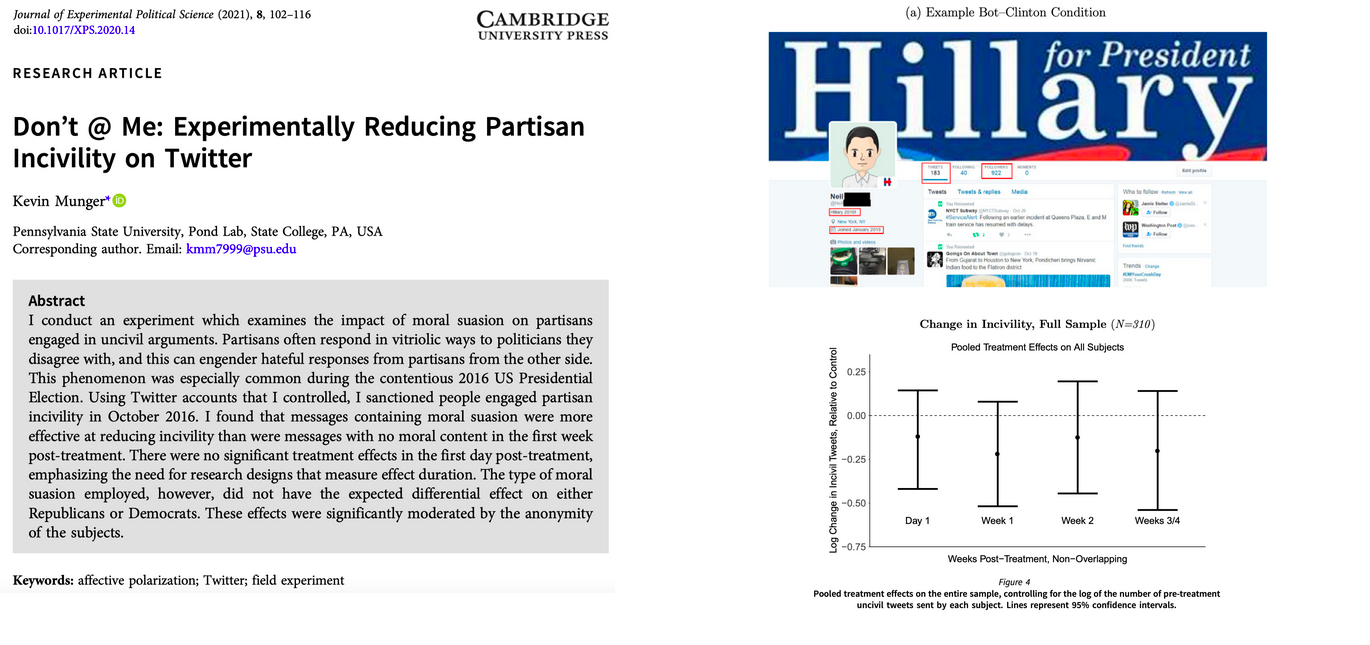 Journal of Experimental Political Science (2021), 8, 102–116
doi:10.1017/XPS.2020.14
CAMBRIDGE
UNIVERSITY PRESS
RESEARCH ARTICLE
Don’t @ Me: Experimentally Reducing Partisan
Incivility on Twitter
Kevin Munger*
iD
Pennsylvania State University, Pond Lab, State College, PA, USA
Corresponding author. Email: kmm7999@psu.edu
Abstract
I conduct an experiment which examines the impact of moral suasion on partisans
engaged in uncivil arguments. Partisans often respond in vitriolic ways to politicians they
disagree with, and this can engender hateful responses from partisans from the other side.
This phenomenon was especially common during the contentious 2016 US Presidential
Election. Using Twitter accounts that I controlled, I sanctioned people engaged partisan
incivility in October 2016. I found that messages containing moral suasion were more
effective at reducing incivility than were messages with no moral content in the first week
post-treatment. There were no significant treatment effects in the first day post-treatment,
emphasizing the need for research designs that measure effect duration. The type of moral
suasion employed, however, did not have the expected differential effect on either
Republicans or Democrats. These effects were significantly moderated by the anonymity
of the subjects.
Keywords: affective polarization; Twitter; field experiment
(a) Example Bot–Clinton Condition
Hillary
for President
TWEETS FOLLOWING FOLLOWERS MOMENTS
183 40 922 0
Edit profile
Neil
New York, NY
Joined January 2015
Photos and videos
Tweets Tweets & replies Media
You Retweeted
NYCT Subway @NYCTSubway · Oct 20
#ServiceAlert: Following an earlier incident at Queens Plaza, E and M
train service has resumed with delays.
You Retweeted
Goings On About Town
From Gujarat to Houston to New York, Pondicheri brings Nirvanic
Indian food to the Flatiron district
Who to follow · Refresh · View all
Jamie Stelter
Follow
Washington Post
Follow
Find friends
Trends · Change
Change in Incivility, Full Sample (N=310)
Pooled Treatment Effects on All Subjects
Log Change in Incivil Tweets, Relative to Control
0.25
0.00
−0.25
−0.50
−0.75
Day 1
Week 1
Week 2
Weeks 3/4
Weeks Post−Treatment, Non−Overlapping
Figure 4
Pooled treatment effects on the entire sample, controlling for the log of the number of pre-treatment
uncivil tweets sent by each subject. Lines represent 95% confidence intervals.